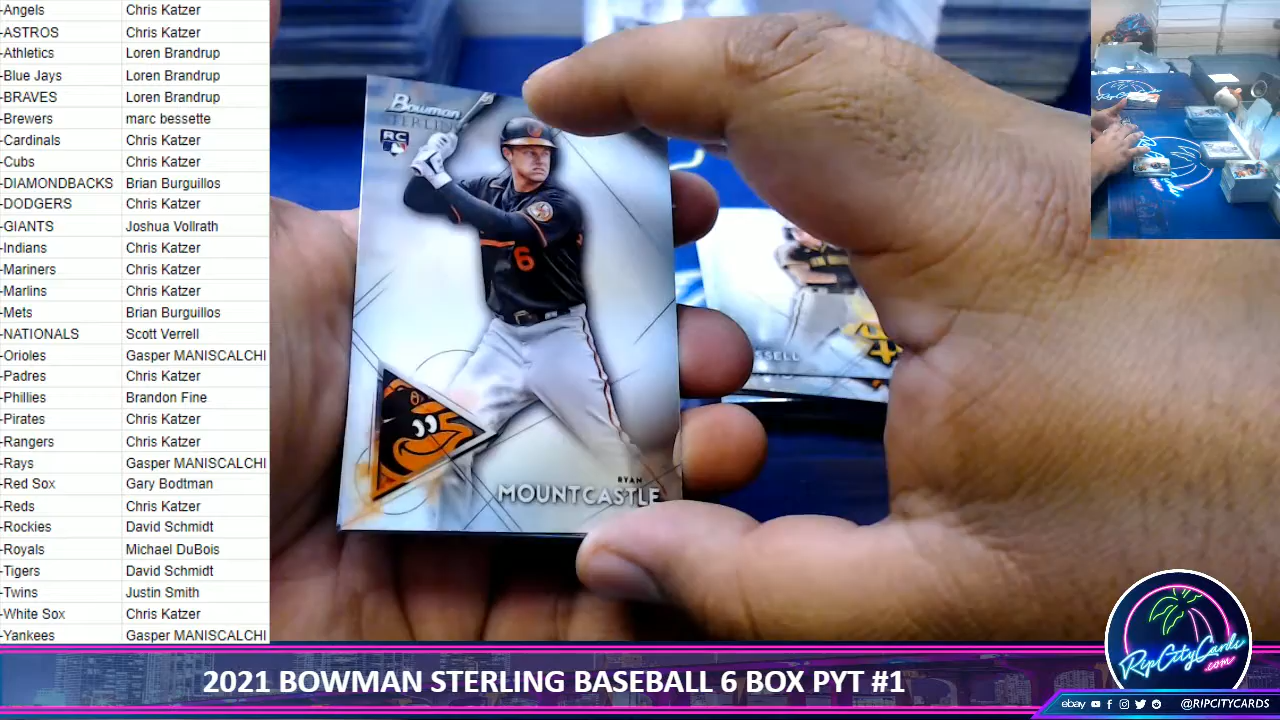 -Angels Chris Katzer
-ASTROS Chris Katzer
-Athletics Loren Brandrup
-Blue Jays Loren Brandrup
-BRAVES Loren Brandrup
-Brewers marc bessette
-Cardinals Chris Katzer
-Cubs Chris Katzer
-DIAMONDBACKS Brian Burguillos
-DODGERS Chris Katzer
-GIANTS Joshua Vollrath
-Indians Chris Katzer
-Mariners Chris Katzer
-Marlins Chris Katzer
-Mets Brian Burguillos
-NATIONALS Scott Verrell
-Orioles Gasper MANISCALCHI
-Padres Chris Katzer
-Phillies Brandon Fine
-Pirates Chris Katzer
-Rangers Chris Katzer
-Rays Gasper MANISCALCHI
-Red Sox Gary Bodtman
-Reds Chris Katzer
-Rockies David Schmidt
-Royals Michael DuBois
-Tigers David Schmidt
-Twins Justin Smith
-White Sox Chris Katzer
-Yankees Gasper MANISCALCHI
Bowman
STERLING
RC
6
RYAN
MOUNTCASTLE
SSELL
RipCityCards
.com
2021 BOWMAN STERLING BASEBALL 6 BOX PYT #1
ebay @RIPCITYCARDS